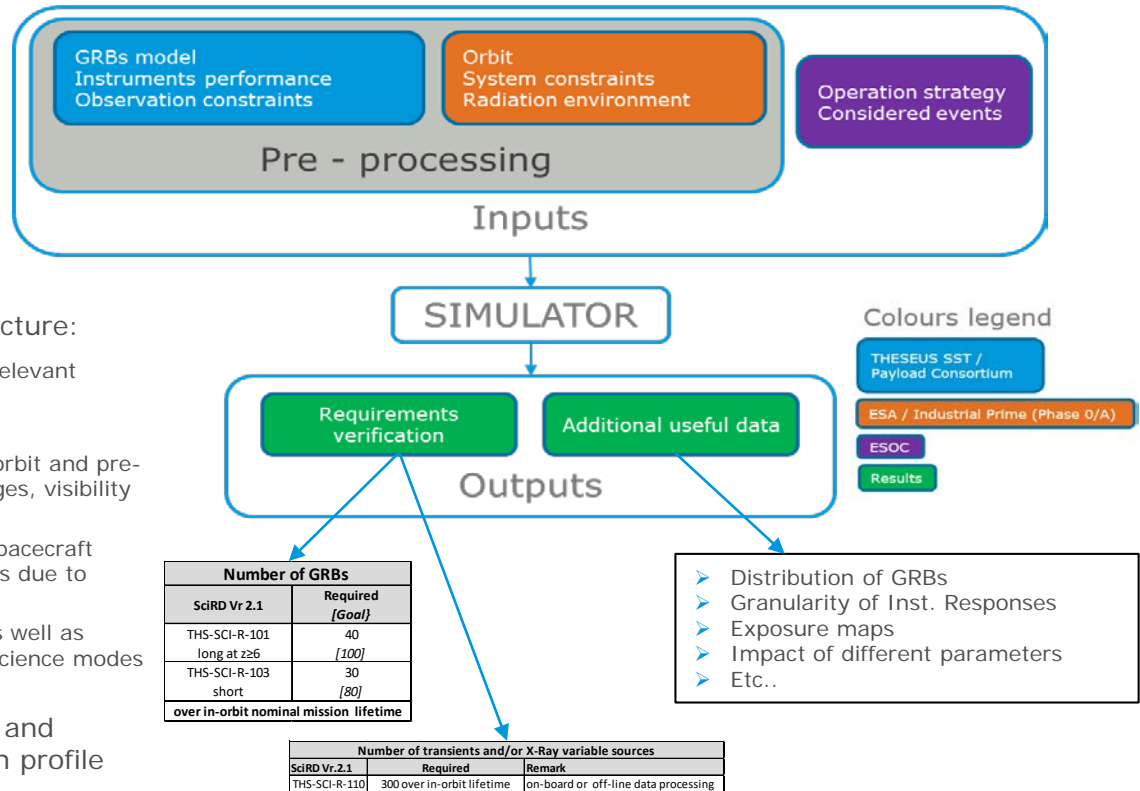 GRBs model
Instruments performance
Observation constraints
Orbit
System constraints
Radiation environment
Operation strategy
Considered events
Pre - processing
Inputs
SIMULATOR
Requirements
verification
Additional useful data
Outputs
Colours legend
THESEUS SST /
Payload Consortium
ESA / Industrial Prime (Phase 0/A)
ESOC
Results
cture:
elevant
orbit and pre-
ges, visibility
pacecraft
s due to
s well as
cience modes
and
n profile
Number of GRBs
SciRD Vr 2.1 Required
[Goal}
THS-SCI-R-101 40
long at z≥6 [100]
THS-SCI-R-103 30
short [80]
over in-orbit nominal mission lifetime
➢ Distribution of GRBs
➢ Granularity of Inst. Responses
➢ Exposure maps
➢ Impact of different parameters
➢ Etc..
Number of transients and/or X-Ray variable sources
SciRD Vr.2.1 Required Remark
THS-SCI-R-110 300 over in-orbit lifetime on-board or off-line data processing